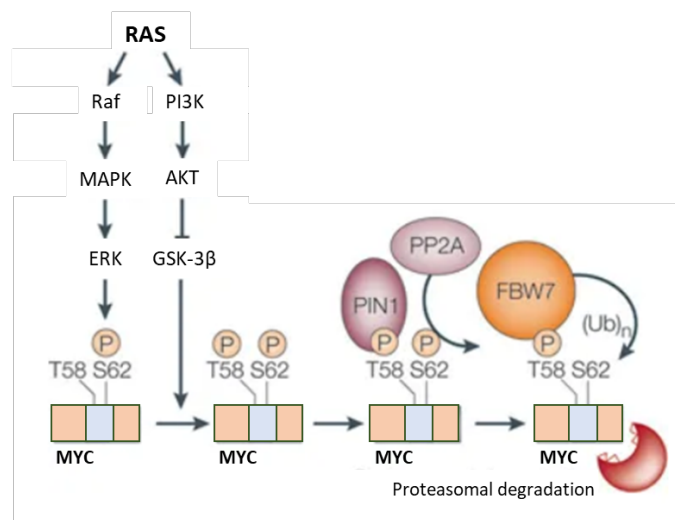 RAS
Raf PI3K
MAPK AKT
ERK GSK-3β
PP2A
PIN1
FBW7
(Ub)n
P
P P
P P
P
T58 S62
T58 S62
T58 S62
T58 S62
MYC
MYC
MYC
MYC
Proteasomal degradation